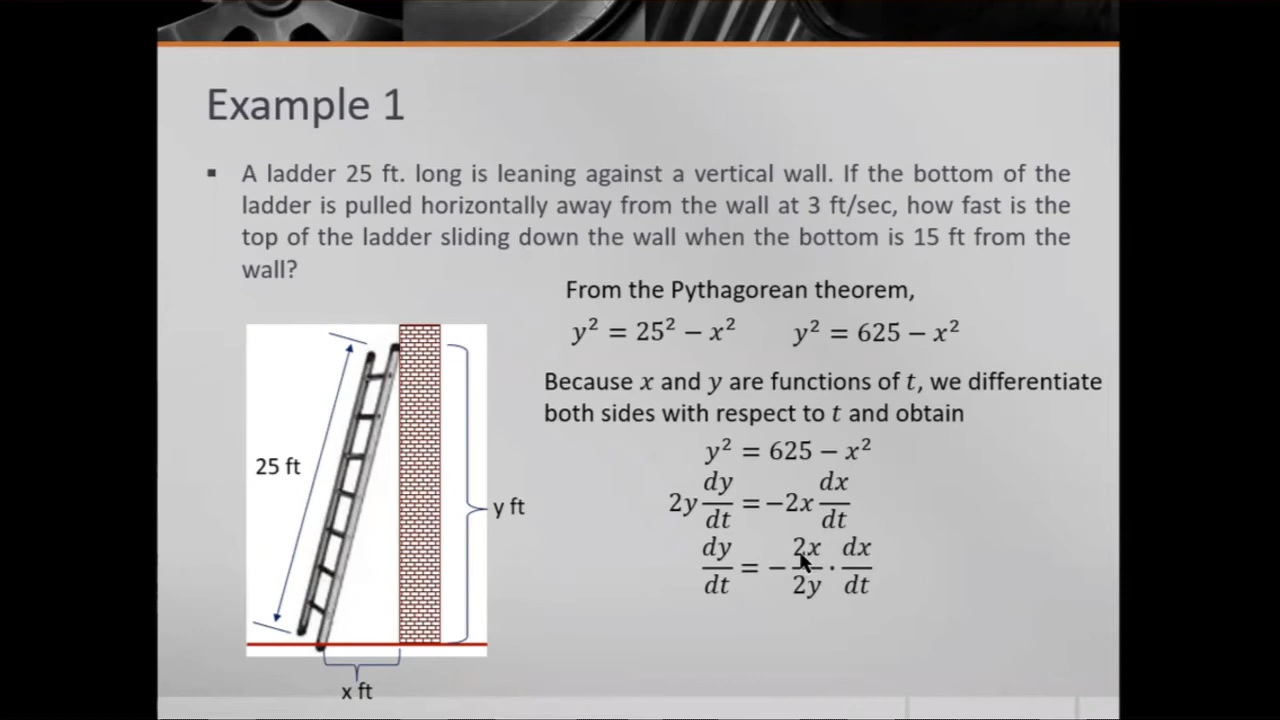 Example 1
▪ A ladder 25 ft. long is leaning against a vertical wall. If the bottom of the
ladder is pulled horizontally away from the wall at 3 ft/sec, how fast is the
top of the ladder sliding down the wall when the bottom is 15 ft from the
wall?
From the Pythagorean theorem,
y² = 25² − x² y² = 625 − x²
Because x and y are functions of t, we differentiate
both sides with respect to t and obtain
y² = 625 − x²
2y dy/dt = −2x dx/dt
dy/dt = − 2x/2y · dx/dt
25 ft
y ft
x ft